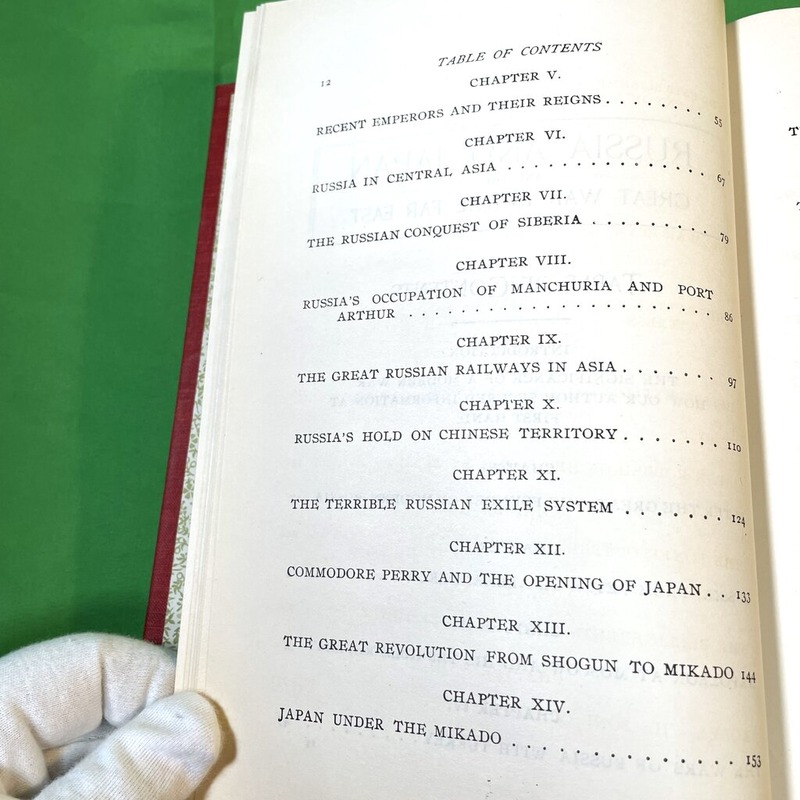 12
TABLE OF CONTENTS
CHAPTER V.
RECENT EMPERORS AND THEIR REIGNS........ 55
CHAPTER VI.
RUSSIA IN CENTRAL ASIA ............... 67
CHAPTER VII.
THE RUSSIAN CONQUEST OF SIBERIA ......... 79
CHAPTER VIII.
RUSSIA'S OCCUPATION OF MANCHURIA AND PORT
ARTHUR ....................... 86
CHAPTER IX.
THE GREAT RUSSIAN RAILWAYS IN ASIA....... 97
CHAPTER X.
RUSSIA'S HOLD ON CHINESE TERRITORY....... 110
CHAPTER XI.
THE TERRIBLE RUSSIAN EXILE SYSTEM ....... 124
CHAPTER XII.
COMMODORE PERRY AND THE OPENING OF JAPAN.. 133
CHAPTER XIII.
THE GREAT REVOLUTION FROM SHOGUN TO MIKADO 144
CHAPTER XIV.
JAPAN UNDER THE MIKADO .............. 153